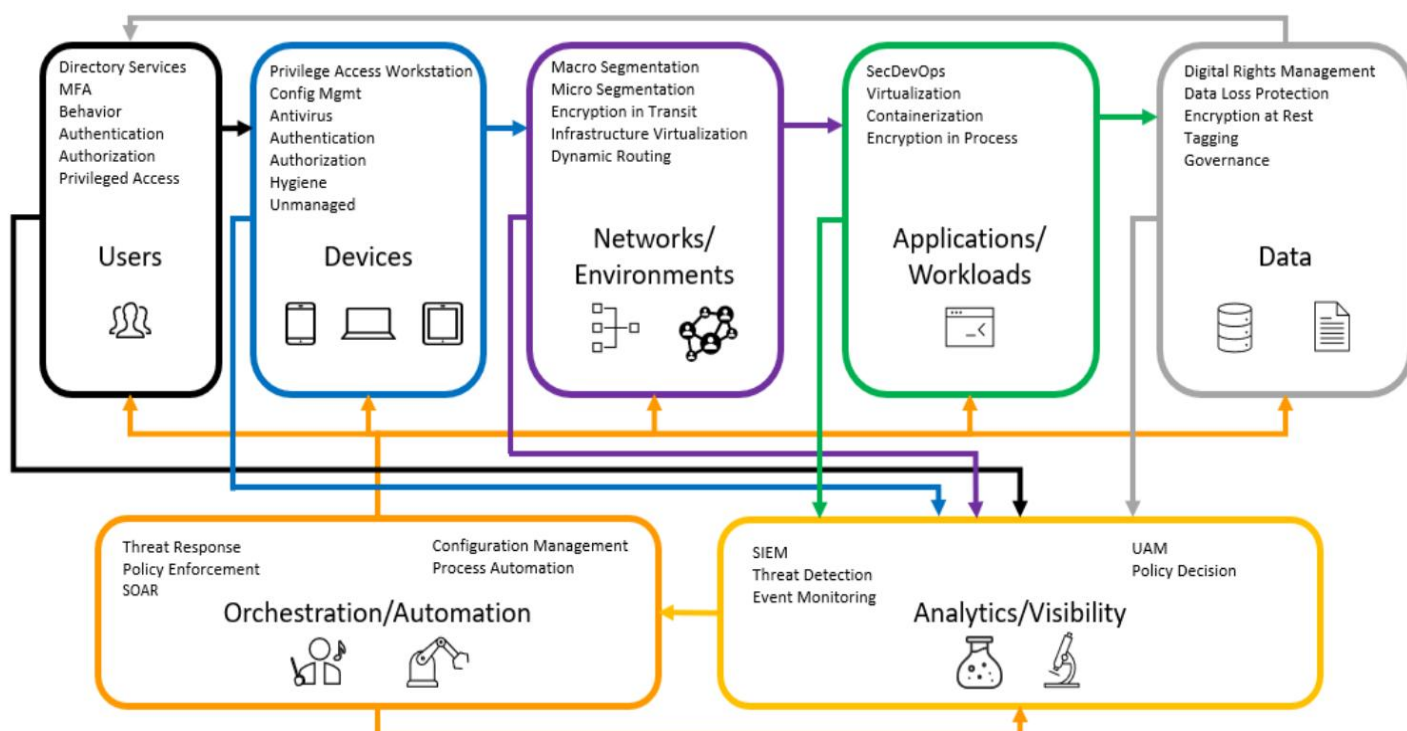 Directory Services
MFA
Behavior
Authentication
Authorization
Privileged Access
Users
Privilege Access Workstation
Config Mgmt
Antivirus
Authentication
Authorization
Hygiene
Unmanaged
Devices
Macro Segmentation
Micro Segmentation
Encryption in Transit
Infrastructure Virtualization
Dynamic Routing
Networks/
Environments
SecDevOps
Virtualization
Containerization
Encryption in Process
Applications/
Workloads
Digital Rights Management
Data Loss Protection
Encryption at Rest
Tagging
Governance
Data
Threat Response
Policy Enforcement
SOAR
Configuration Management
Process Automation
Orchestration/Automation
SIEM
Threat Detection
Event Monitoring
UAM
Policy Decision
Analytics/Visibility